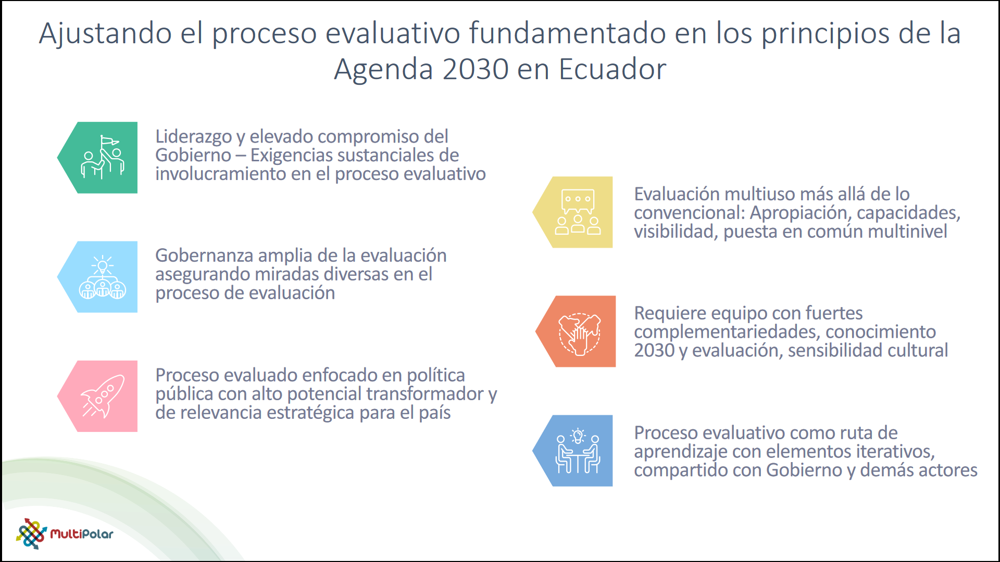 Ajustando el proceso evaluativo fundamentado en los principios de la
Agenda 2030 en Ecuador
Liderazgo y elevado compromiso del
Gobierno – Exigencias sustanciales de
involucramiento en el proceso evaluativo
Gobernanza amplia de la evaluación
asegurando miradas diversas en el
proceso de evaluación
Proceso evaluado enfocado en política
pública con alto potencial transformador y
de relevancia estratégica para el país
Evaluación multiuso más allá de lo
convencional: Apropiación, capacidades,
visibilidad, puesta en común multinivel
Requiere equipo con fuertes
complementariedades, conocimiento
2030 y evaluación, sensibilidad cultural
Proceso evaluativo como ruta de
aprendizaje con elementos iterativos,
compartido con Gobierno y demás actores
MultiPolar